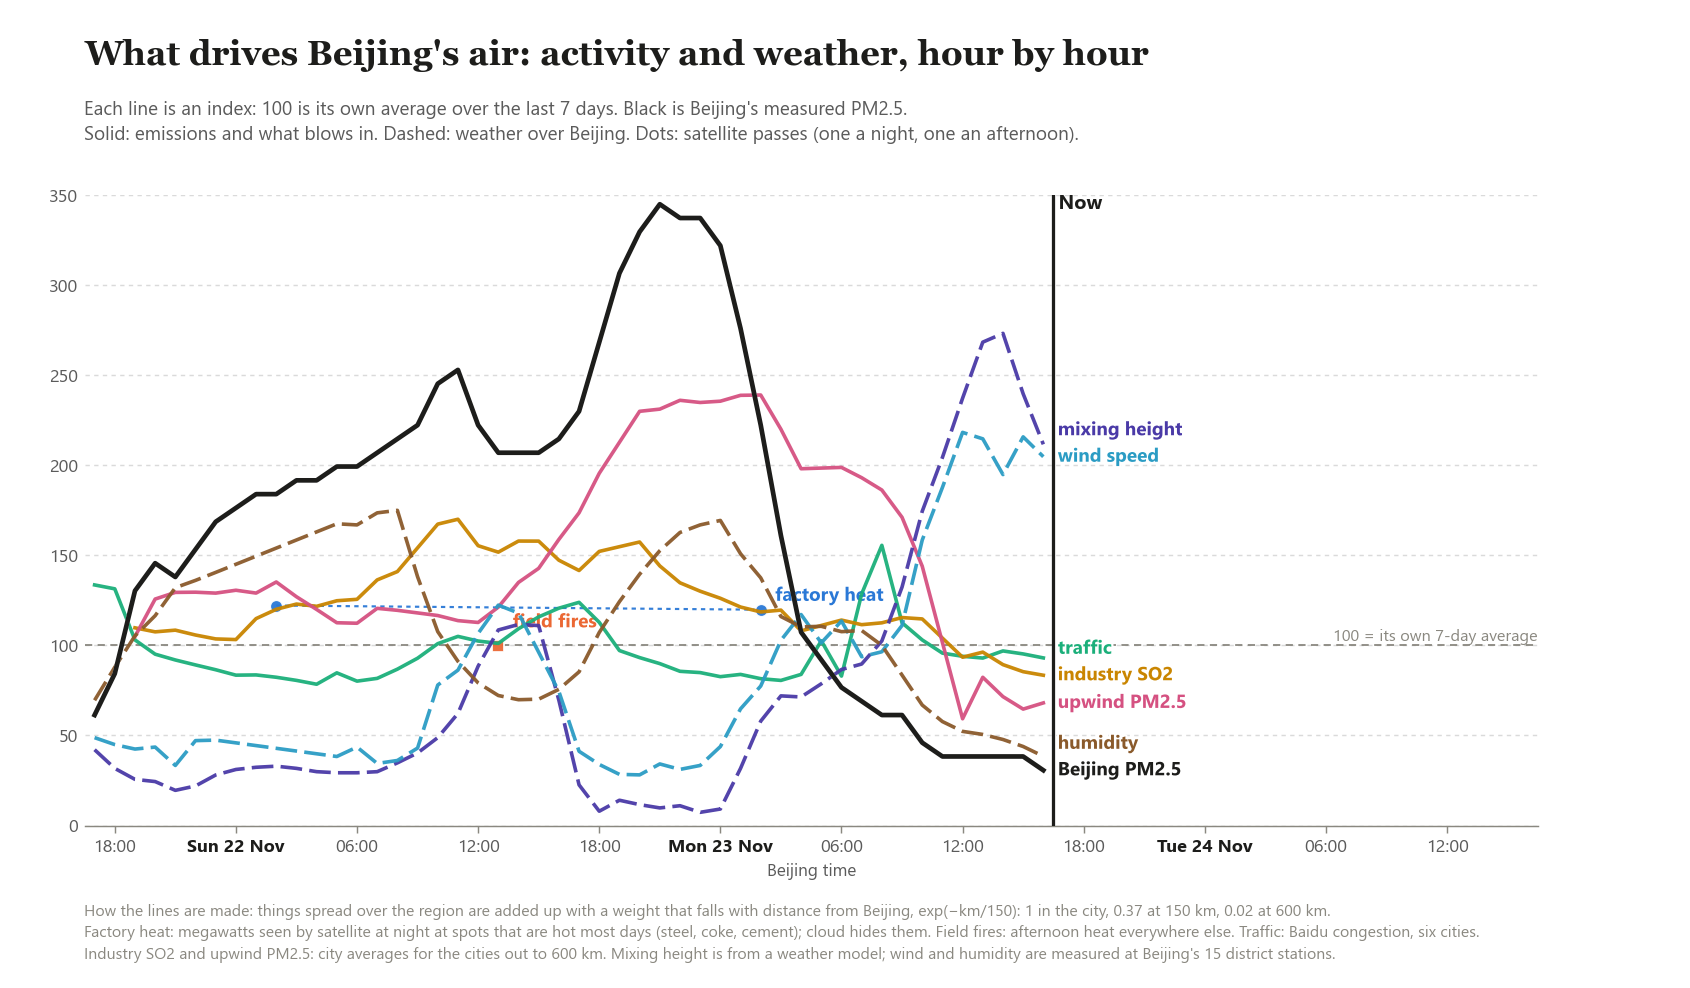 What drives Beijing's air: activity and weather, hour by hour
Each line is an index: 100 is its own average over the last 7 days. Black is Beijing's measured PM2.5.
Solid: emissions and what blows in. Dashed: weather over Beijing. Dots: satellite passes (one a night, one an afternoon).
350
Now
300
250
mixing height
wind speed
200
150
factory heat
field fires
100 = its own 7-day average
100
traffic
industry SO2
upwind PM2.5
50
humidity
Beijing PM2.5
0
18:00 Sun 22 Nov 06:00 12:00 18:00 Mon 23 Nov 06:00 12:00 18:00 Tue 24 Nov 06:00 12:00
Beijing time
How the lines are made: things spread over the region are added up with a weight that falls with distance from Beijing, exp(−km/150): 1 in the city, 0.37 at 150 km, 0.02 at 600 km.
Factory heat: megawatts seen by satellite at night at spots that are hot most days (steel, coke, cement); cloud hides them. Field fires: afternoon heat everywhere else. Traffic: Baidu congestion, six cities.
Industry SO2 and upwind PM2.5: city averages for the cities out to 600 km. Mixing height is from a weather model; wind and humidity are measured at Beijing's 15 district stations.